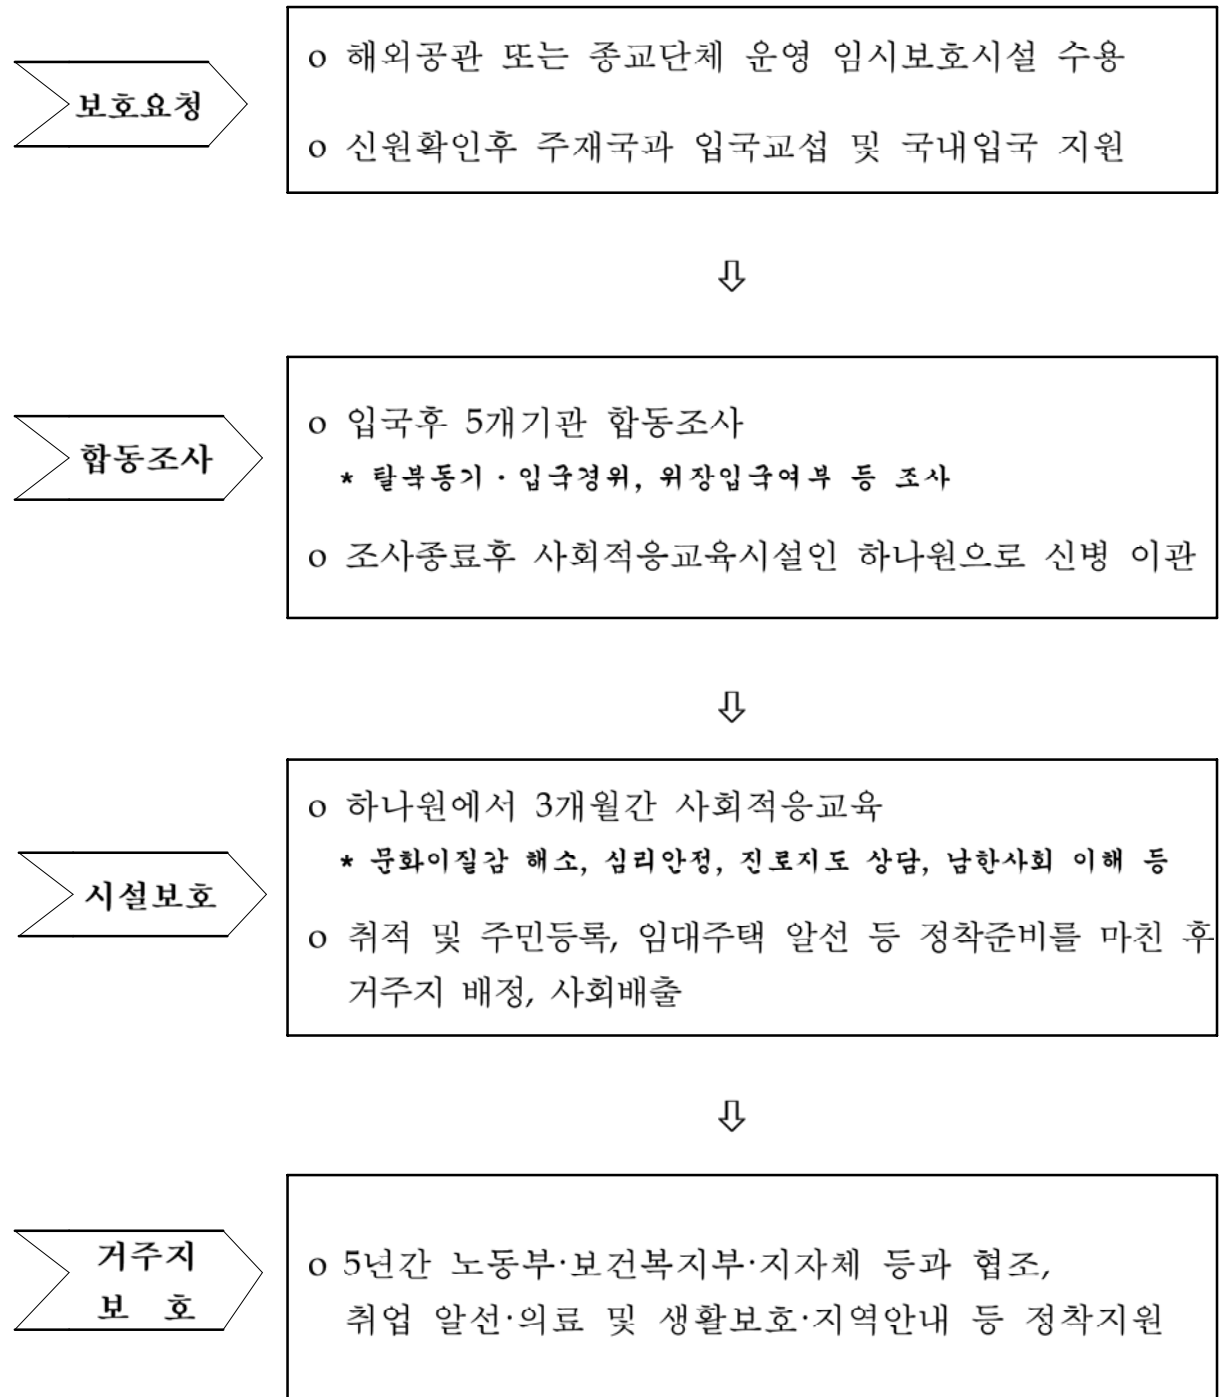 보호요청
o 해외공관 또는 종교단체 운영 임시보호시설 수용
o 신원확인후 주재국과 입국교섭 및 국내입국 지원
⇩
합동조사
o 입국후 5개기관 합동조사
* 탈북동기 · 입국경위, 위장입국여부 등 조사
o 조사종료후 사회적응교육시설인 하나원으로 신병 이관
⇩
시설보호
o 하나원에서 3개월간 사회적응교육
* 문화이질감 해소, 심리안정, 진로지도 상담, 남한사회 이해 등
o 취적 및 주민등록, 임대주택 알선 등 정착준비를 마친 후
거주지 배정, 사회배출
⇩
거주지
보 호
o 5년간 노동부·보건복지부·지자체 등과 협조,
취업 알선·의료 및 생활보호·지역안내 등 정착지원